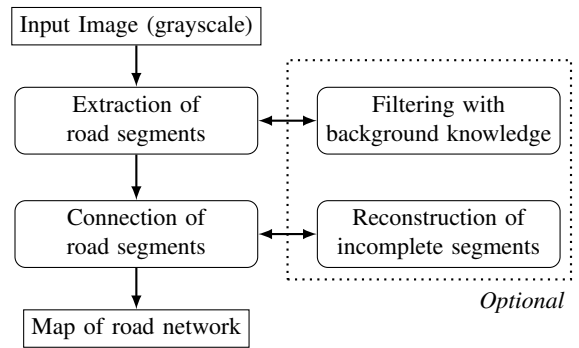 Input Image (grayscale)
Extraction of
road segments
Filtering with
background knowledge
Connection of
road segments
Reconstruction of
incomplete segments
Optional
Map of road network